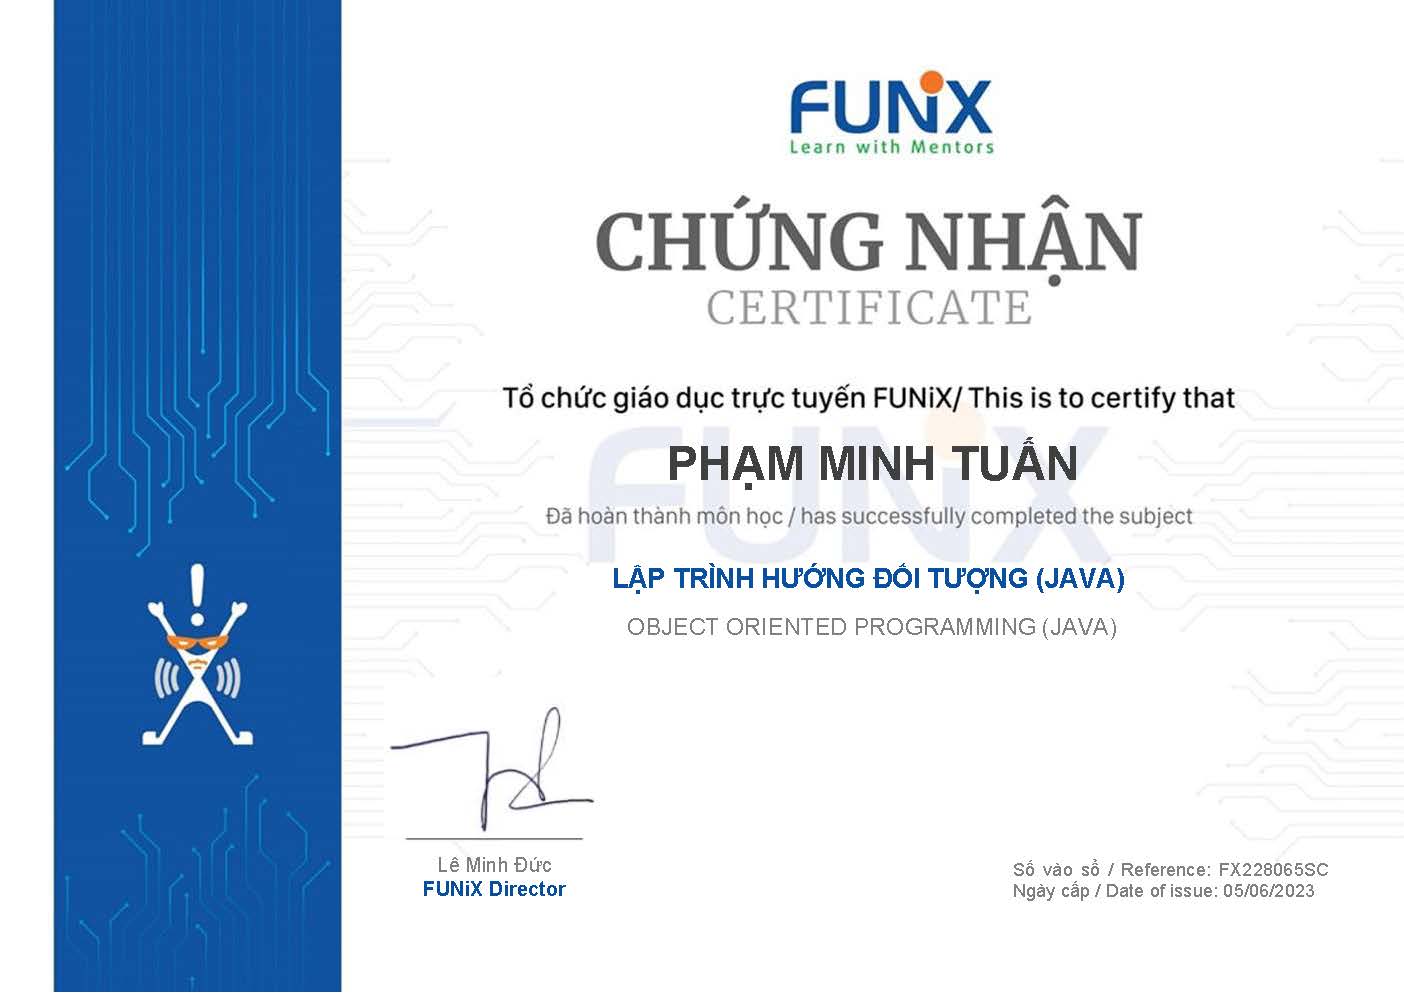 FUNiX
Learn with Mentors
CHỨNG NHẬN
CERTIFICATE
Tổ chức giáo dục trực tuyến FUNiX/ This is to certify that
PHẠM MINH TUẤN
Đã hoàn thành môn học / has successfully completed the subject
LẬP TRÌNH HƯỚNG ĐỐI TƯỢNG (JAVA)
OBJECT ORIENTED PROGRAMMING (JAVA)
Lê Minh Đức
FUNiX Director
Số vào sổ / Reference: FX228065SC
Ngày cấp / Date of issue: 05/06/2023